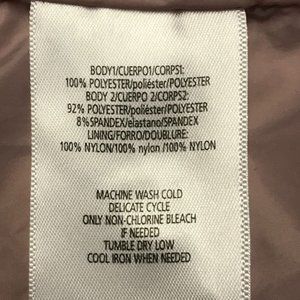 BODY1/CUERPO1/CORPS1:
100% POLYESTER/poliéster/POLYESTER
BODY 2/CUERPO 2/CORPS2:
92% POLYESTER/poliéster/POLYESTER
8%SPANDEX/elastano/SPANDEX
LINING/FORRO/DOUBLURE:
100% NYLON/100% nylon /100% NYLON
MACHINE WASH COLD
DELICATE CYCLE
ONLY NON-CHLORINE BLEACH
IF NEEDED
TUMBLE DRY LOW
COOL IRON WHEN NEEDED